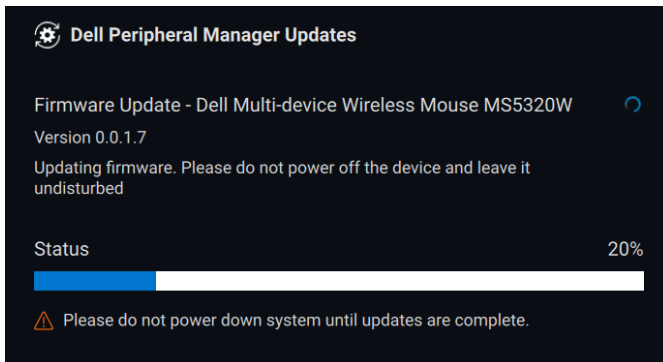 Dell Peripheral Manager Updates
Firmware Update - Dell Multi-device Wireless Mouse MS5320W
Version 0.0.1.7
Updating firmware. Please do not power off the device and leave it
undisturbed
Status 20%
Please do not power down system until updates are complete.